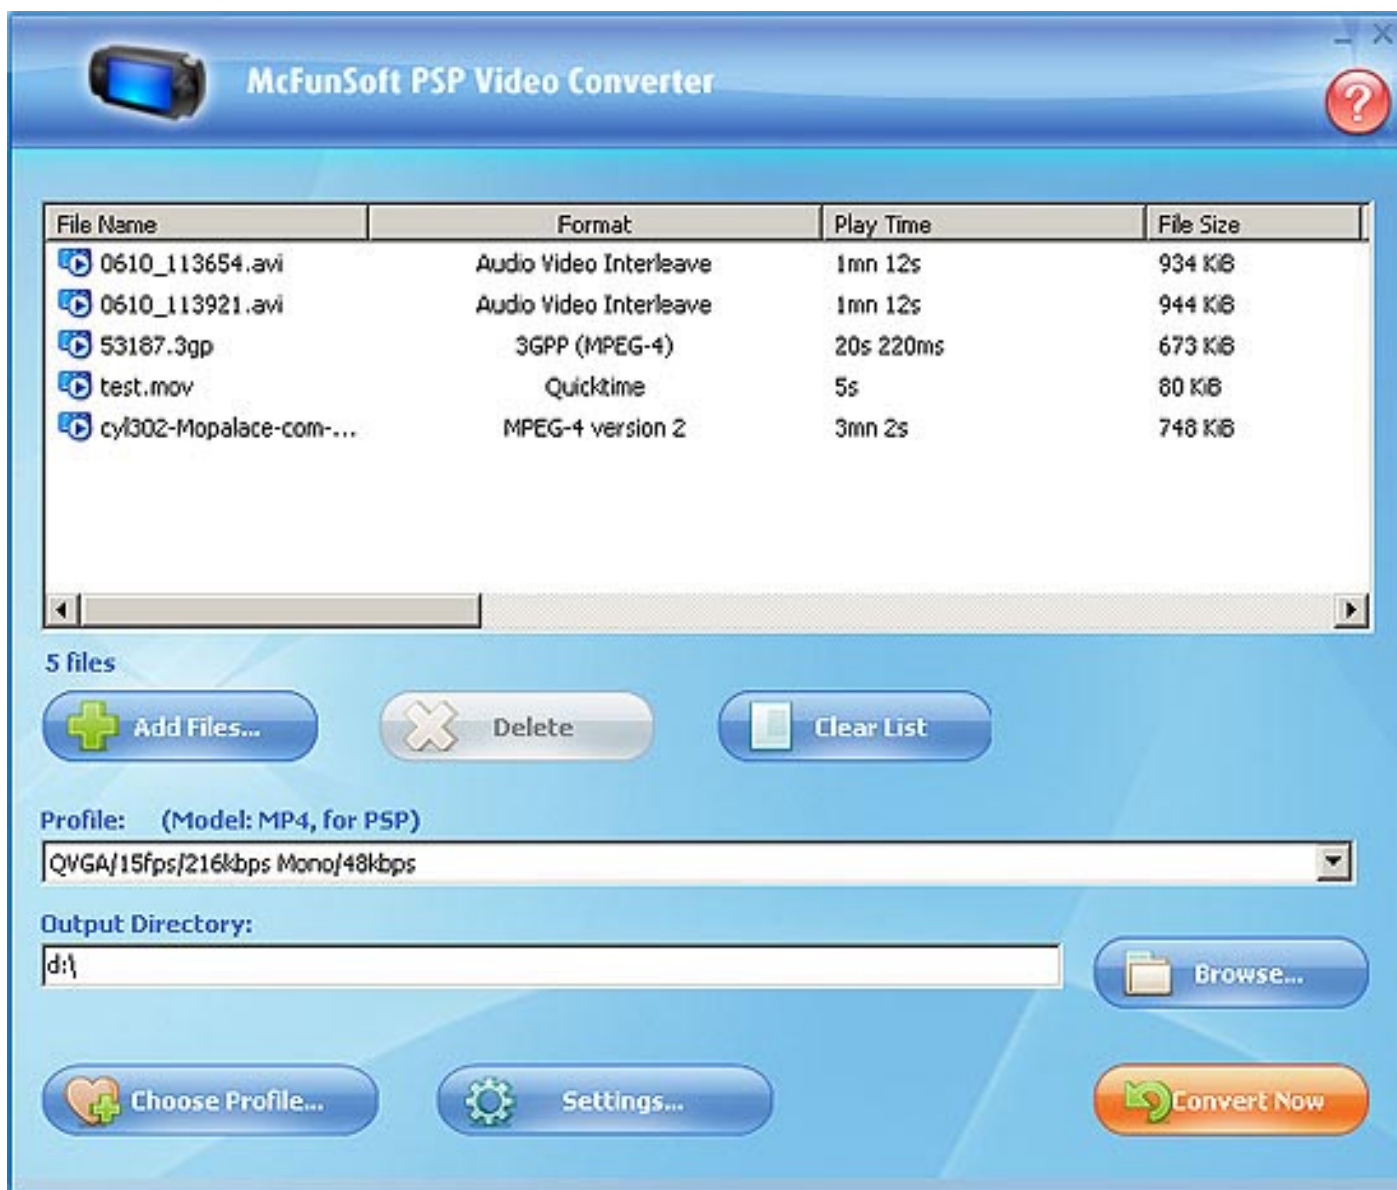 McFunSoft PSP Video Converter
?
File Name Format Play Time File Size
0610_113654.avi Audio Video Interleave 1mn 12s 934 KiB
0610_113921.avi Audio Video Interleave 1mn 12s 944 KiB
53187.3gp 3GPP (MPEG-4) 20s 220ms 673 KiB
test.mov Quicktime 5s 80 KiB
cyl302-Mopalace-com-... MPEG-4 version 2 3mn 2s 748 KiB
5 files
Add Files... Delete Clear List
Profile: (Model: MP4, for PSP)
QVGA/15fps/216kbps Mono/48kbps
Output Directory:
d:\
Browse...
Choose Profile... Settings... Convert Now